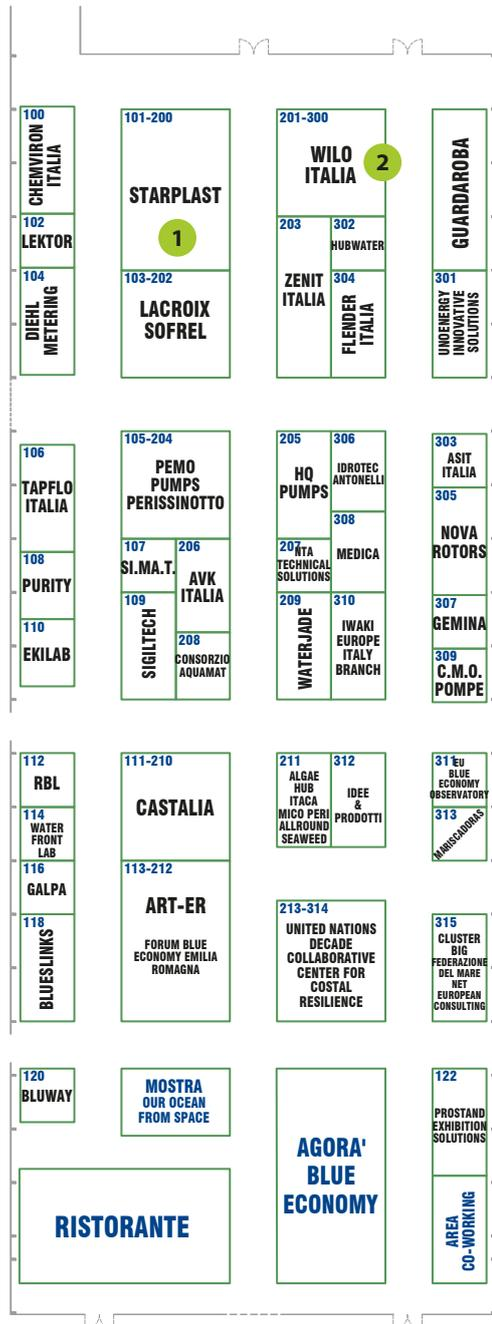 100
CHEMVIRON
ITALIA
102
LEKTOR
104
DIEHL
METERING
101-200
STARPLAST
1
103-202
LACROIX
SOFREL
201-300
WILO
ITALIA
2
203
ZENIT
ITALIA
302
HUBWATER
304
FLENDER
ITALIA
GUARDAROBA
301
UNOENERGY
INNOVATIVE
SOLUTIONS
106
TAPFLO
ITALIA
108
PURITY
110
EKILAB
105-204
PEMO
PUMPS
PERISSINOTTO
107
SI.MA.T.
109
SIGILTECH
206
AVK
ITALIA
208
CONSORZIO
AQUAMAT
205
HQ
PUMPS
207
NTA
TECHNICAL
SOLUTIONS
209
WATERJADE
306
IDROTEC
ANTONELLI
308
MEDICA
310
IWAKI
EUROPE
ITALY
BRANCH
303
ASIT
ITALIA
305
NOVA
ROTORS
307
GEMINA
309
C.M.O.
POMPE
112
RBL
114
WATER
FRONT
LAB
116
GALPA
118
BLUESLINKS
111-210
CASTALIA
113-212
ART-ER
FORUM BLUE
ECONOMY EMILIA
ROMAGNA
211
ALGAE
HUB
ITACA
MICO PERI
ALLROUND
SEAWEED
312
IDEE
&
PRODOTTI
213-314
UNITED NATIONS
DECADE
COLLABORATIVE
CENTER FOR
COSTAL
RESILIENCE
311
EU
BLUE
ECONOMY
OBSERVATORY
313
MARISCADORAS
315
CLUSTER
BIG
FEDERAZIONE
DEL MARE
NET
EUROPEAN
CONSULTING
120
BLUWAY
MOSTRA
OUR OCEAN
FROM SPACE
RISTORANTE
AGORA'
BLUE
ECONOMY
122
PROSTAND
EXHIBITION
SOLUTIONS
AREA
CO-WORKING